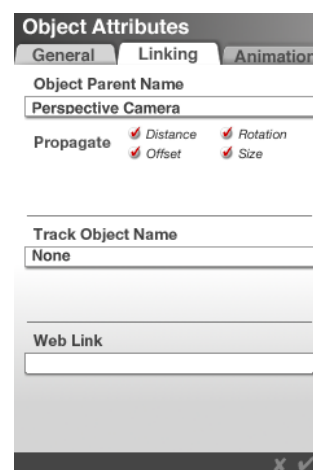 Object Attributes
General Linking Animation
Object Parent Name
Perspective Camera
Propagate Distance Rotation
Offset Size
Track Object Name
None
Web Link